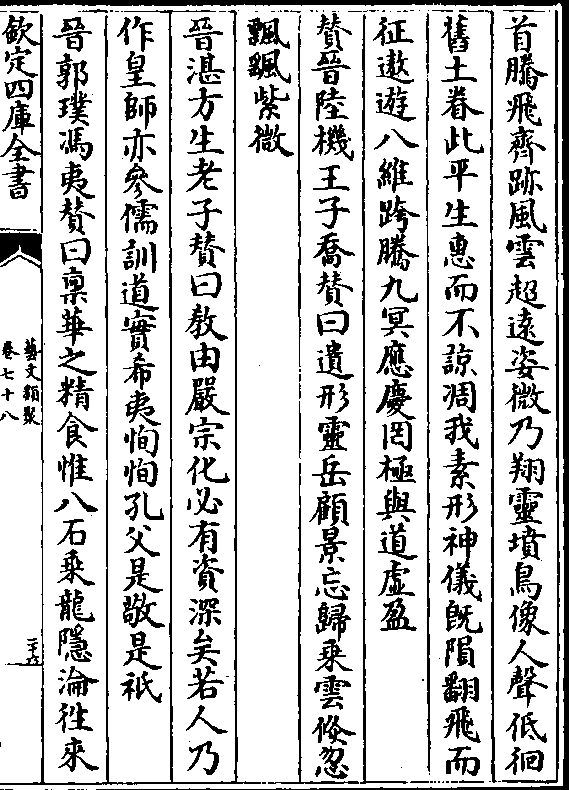 首騰飛齊跡風雲超遠姿微乃翔靈墳鳥像人聲低徊
舊土眷此平生惠而不諒凋我素形神儀既隕翻飛而
征遨遊八維跨騰九冥應慶罔極與道虛盈
贊晉陸機王子喬贊曰遺形靈岳顧景忘歸乘雲倐忽
飄颻紫微
晉湛方生老子贊曰教由嚴宗化必有資深矣若人乃
作皇師亦參儒訓道實希夷恂恂孔父是敬是祇
晉郭璞馮夷贊曰稟華之精食惟八石乘龍隱淪往來
欽定四庫全書
藝文類聚
卷七十八
二十六